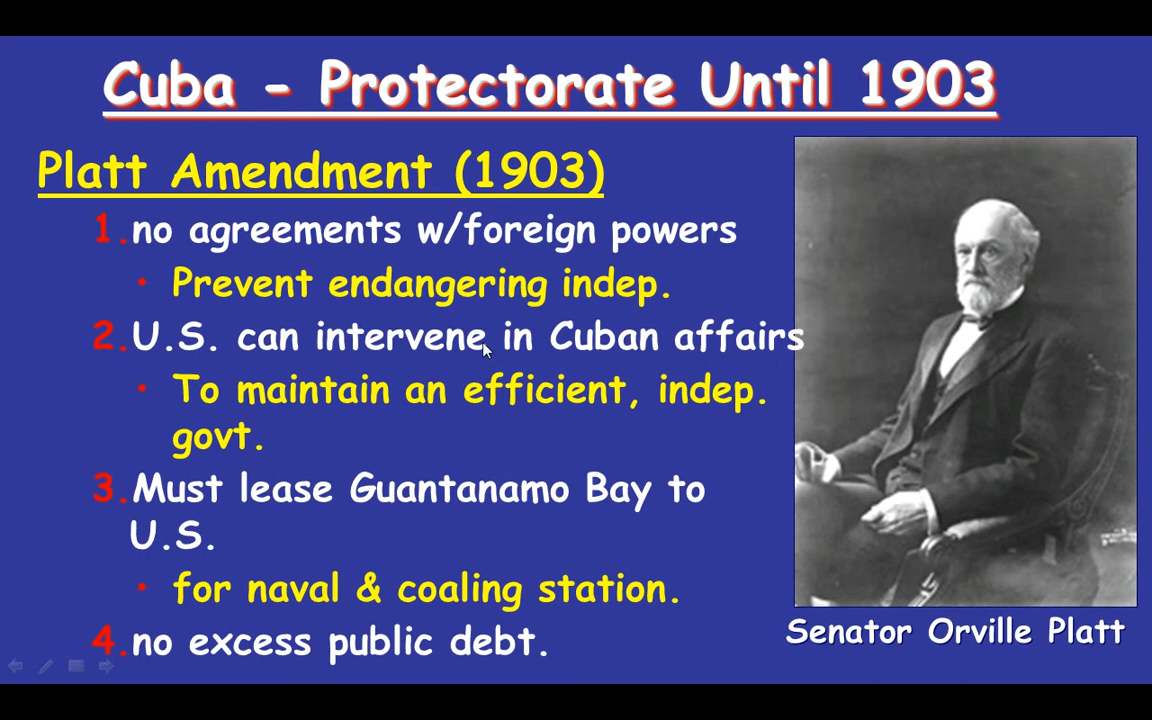 Cuba - Protectorate Until 1903
Platt Amendment (1903)
1.no agreements w/foreign powers
• Prevent endangering indep.
2.U.S. can intervene in Cuban affairs
• To maintain an efficient, indep.
govt.
3.Must lease Guantanamo Bay to
U.S.
• for naval & coaling station.
4.no excess public debt.
Senator Orville Platt